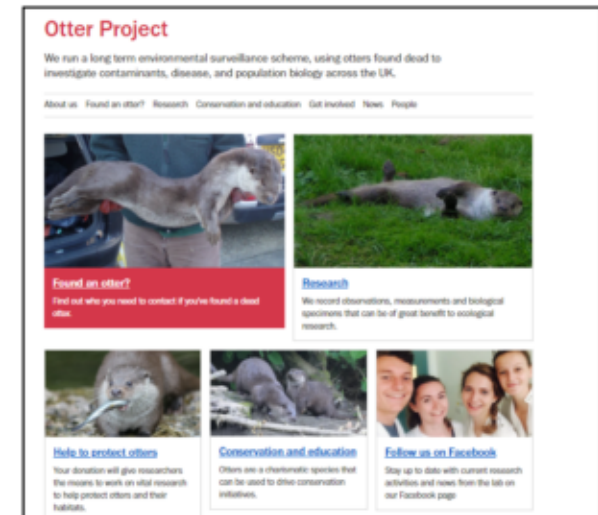 Otter Project
We run a long term environmental surveillance scheme, using otters found dead to
investigate contaminants, disease, and population biology across the UK.
About us Found an otter? Research Conservation and education Get involved News People
Found an otter?
Find out who you need to contact if you've found a dead
otter.
Research
We record observations, measurements and biological
specimens that can be of great benefit to ecological
research.
Help to protect otters
Your donation will give researchers
the means to work on vital research
to help protect otters and their
habitats.
Conservation and education
Otters are a charismatic species that
can be used to drive conservation
initiatives.
Follow us on Facebook
Stay up to date with current research
activities and news from the lab on
our Facebook page